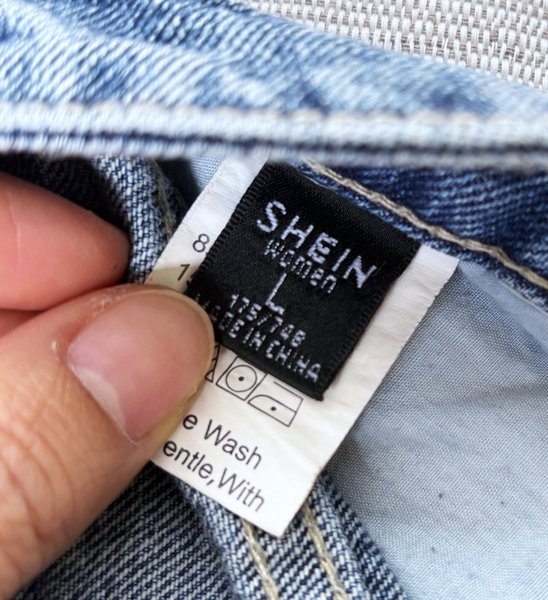 SHEIN
Women
L
175/74B
MADE IN CHINA
8
1
e Wash
entle, With